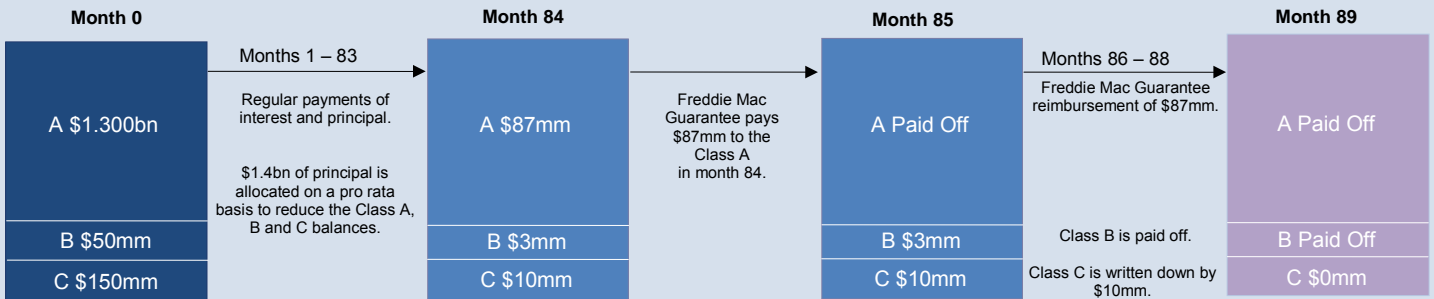 Month 0
Month 84
Month 85
Month 89
A $1.300bn
B $50mm
C $150mm
Months 1 – 83
Regular payments of
interest and principal.
$1.4bn of principal is
allocated on a pro rata
basis to reduce the Class A,
B and C balances.
A $87mm
B $3mm
C $10mm
Freddie Mac
Guarantee pays
$87mm to the
Class A
in month 84.
A Paid Off
B $3mm
C $10mm
Months 86 – 88
Freddie Mac Guarantee
reimbursement of $87mm.
Class B is paid off.
Class C is written down by
$10mm.
A Paid Off
B Paid Off
C $0mm